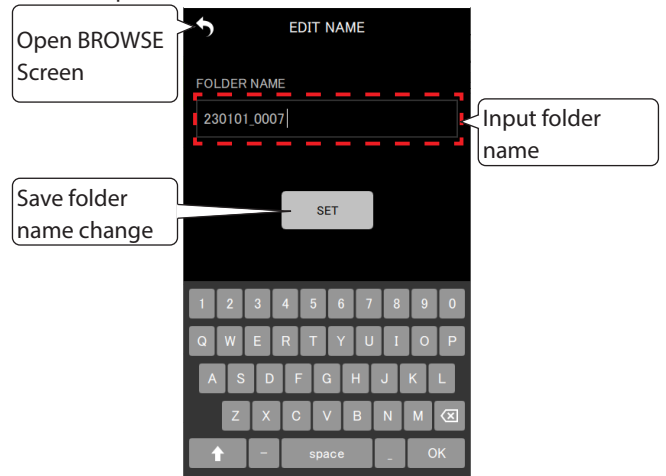 Open BROWSE
Screen
EDIT NAME
FOLDER NAME
230101_0007
Input folder
name
Save folder
name change
SET
1 2 3 4 5 6 7 8 9 0
Q W E R T Y U I O P
A S D F G H J K L
Z X C V B N M
- space _ OK